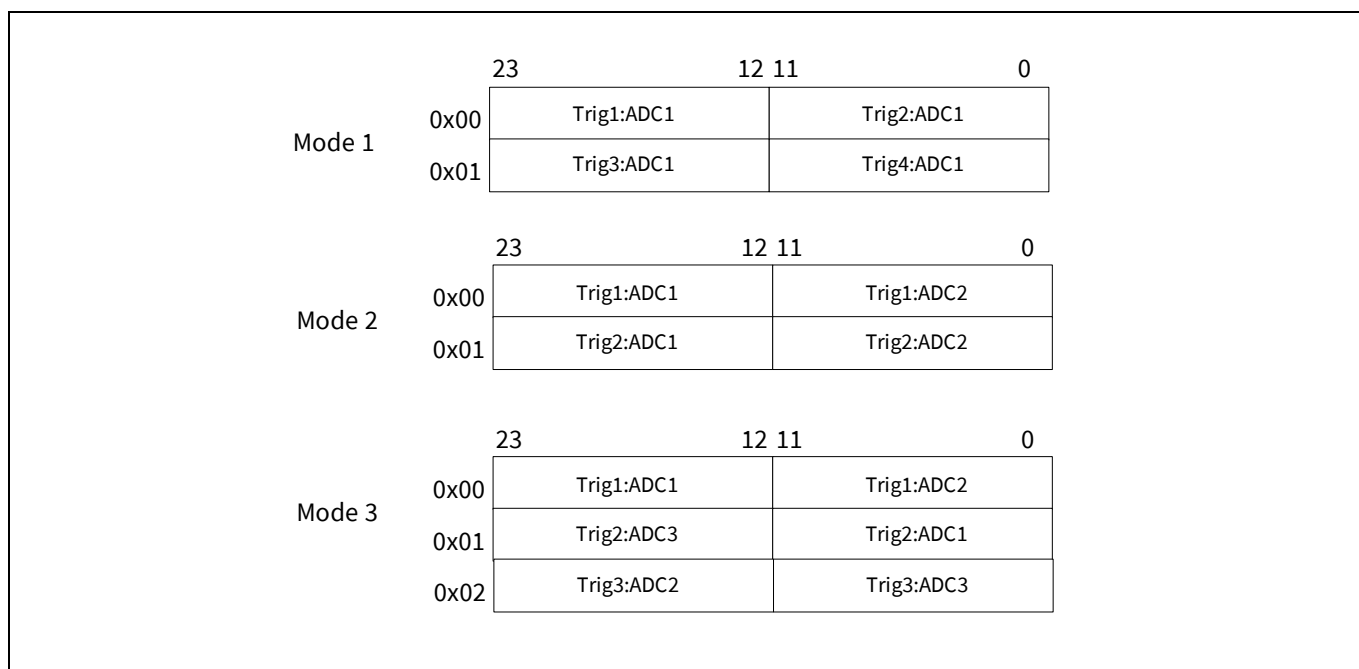 23 12 11 0
Mode 1
0x00 Trig1:ADC1 Trig2:ADC1
0x01 Trig3:ADC1 Trig4:ADC1
23 12 11 0
Mode 2
0x00 Trig1:ADC1 Trig1:ADC2
0x01 Trig2:ADC1 Trig2:ADC2
23 12 11 0
Mode 3
0x00 Trig1:ADC1 Trig1:ADC2
0x01 Trig2:ADC3 Trig2:ADC1
0x02 Trig3:ADC2 Trig3:ADC3